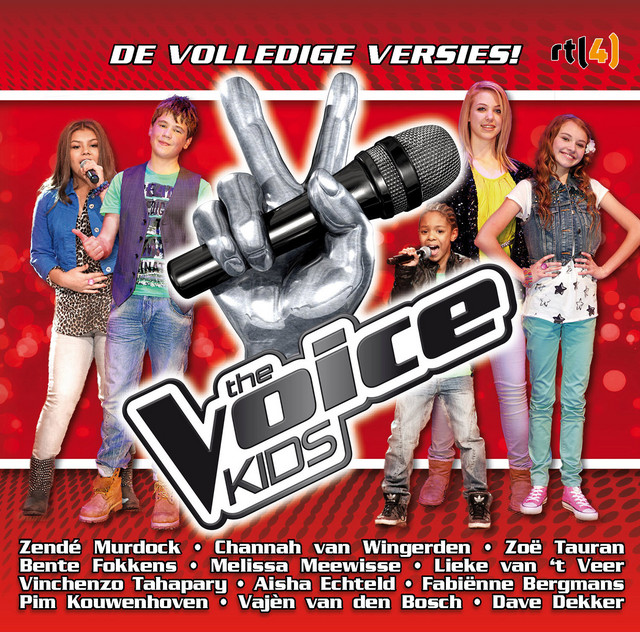 DE VOLLEDIGE VERSIES!
rtl4
the
Voice
KIDS
Zendé Murdock • Channah van Wingerden • Zoë Tauran
Bente Fokkens • Melissa Meewisse • Lieke van 't Veer
Vinchenzo Tahapary • Aisha Echteld • Fabiënne Bergmans
Pim Kouwenhoven • Vajèn van den Bosch • Dave Dekker